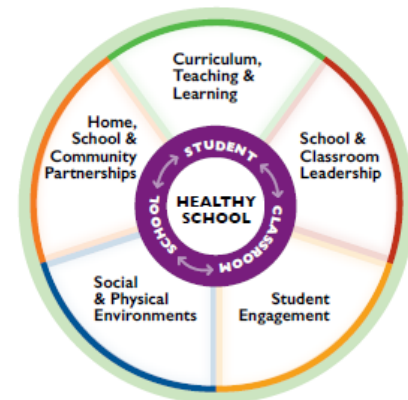 Curriculum,
Teaching &
Learning
Home,
School &
Community
Partnerships
School &
Classroom
Leadership
STUDENT
HEALTHY
SCHOOL
CLASSROOM
SCHOOL
Social
& Physical
Environments
Student
Engagement